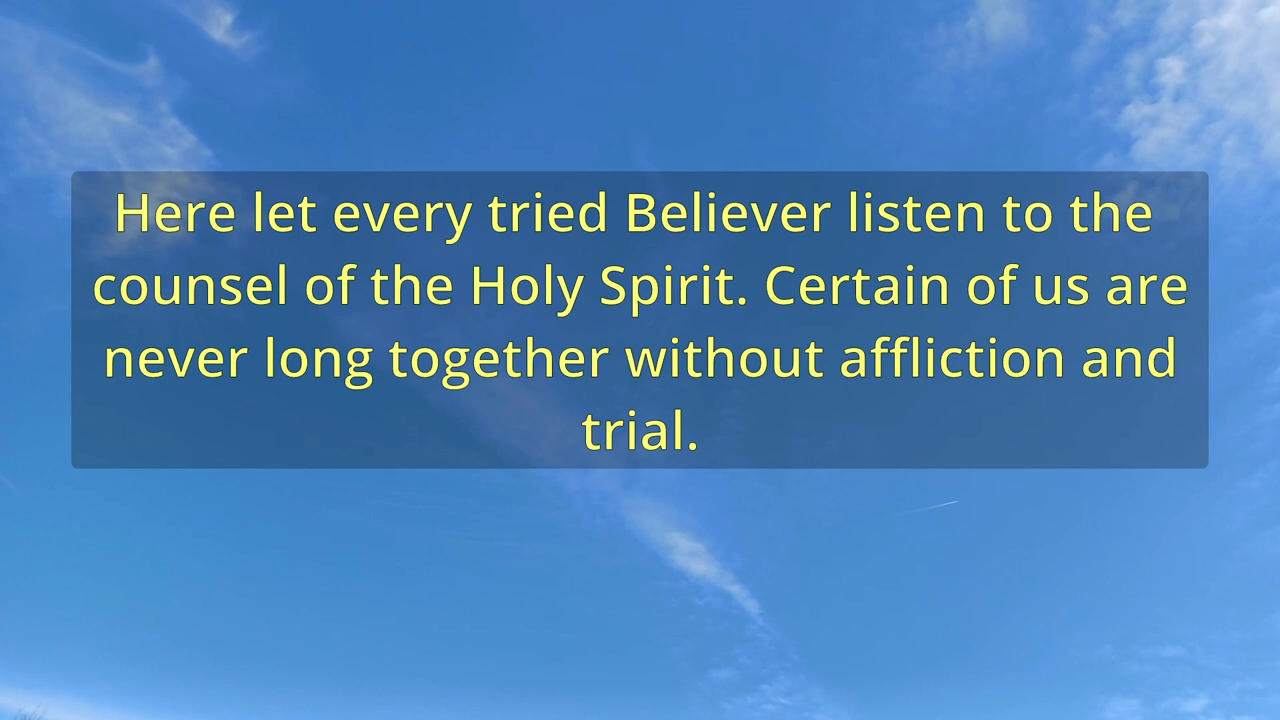 Here let every tried Believer listen to the
counsel of the Holy Spirit. Certain of us are
never long together without affliction and
trial.